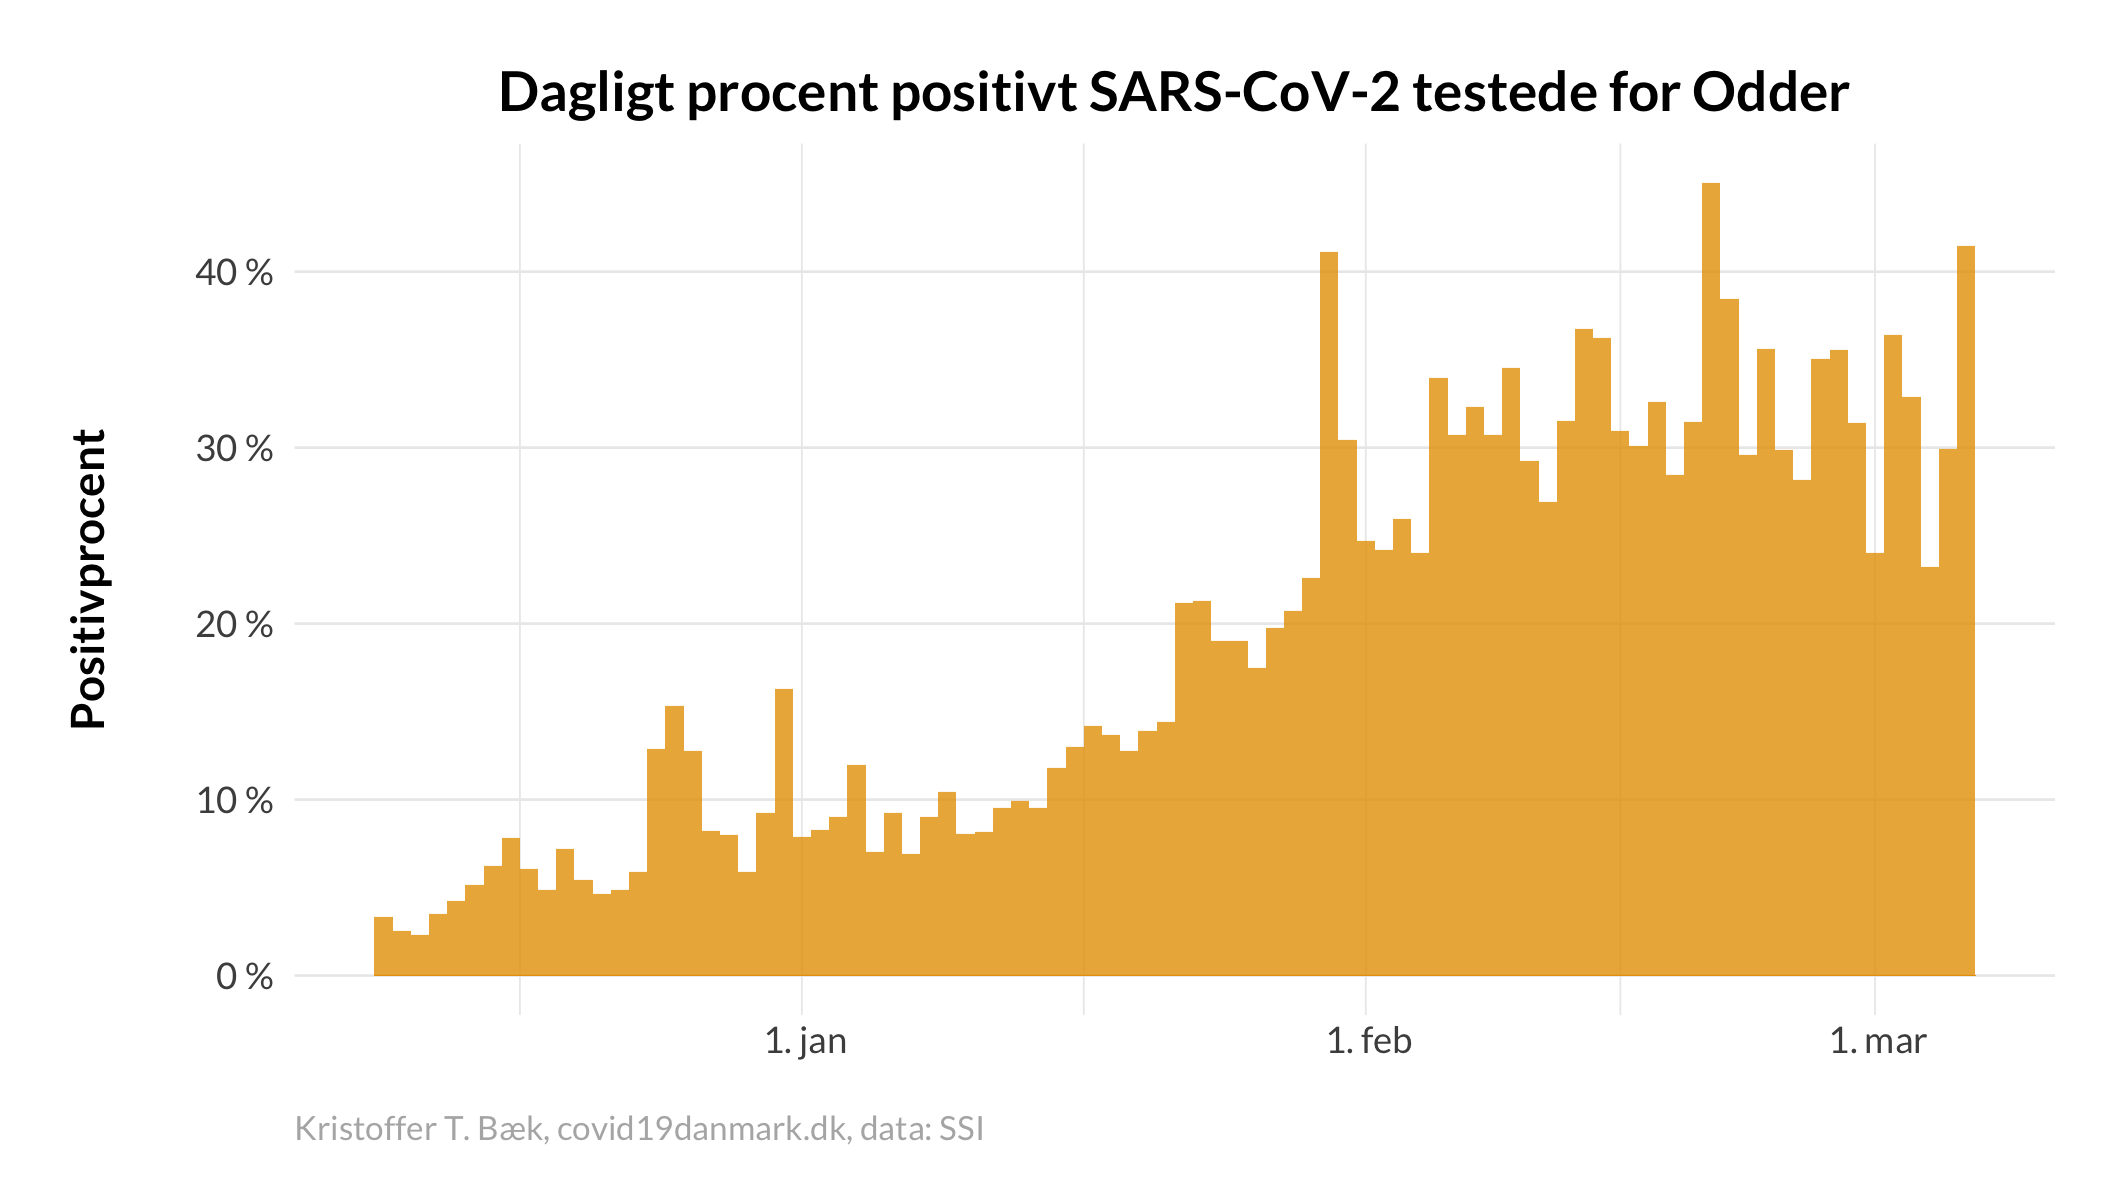 Dagligt procent positivt SARS-CoV-2 testede for Odder
Positivprocent
40 %
30 %
20 %
10 %
0 %
1. jan
1. feb
1. mar
Kristoffer T. Bæk, covid19danmark.dk, data: SSI